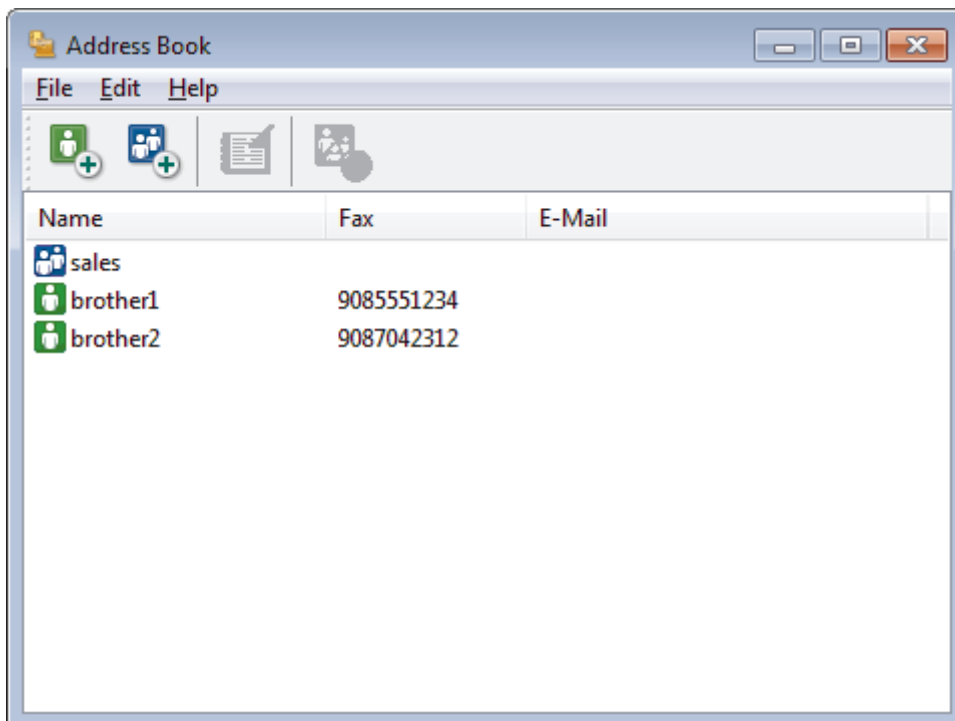 Address Book
File Edit Help
Name Fax E-Mail
sales
brother1 9085551234
brother2 9087042312